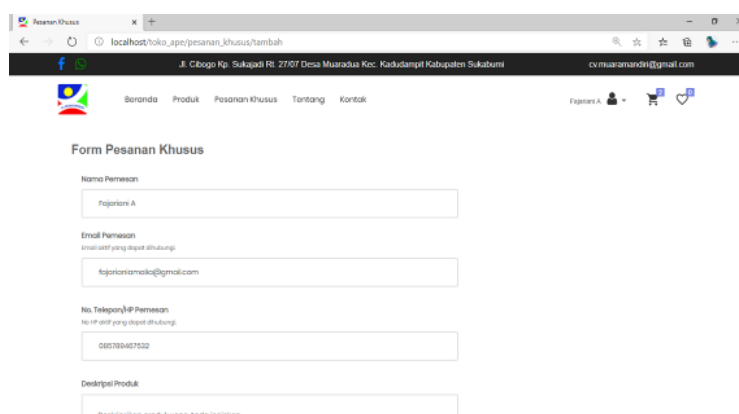 Pesanan Khusus
localhost/toko_ape/pesanan_khusus/tambah
Jl. Cibogo Kp. Sukajadi Rt. 27/07 Desa Muaradua Kec. Kadudampit Kabupaten Sukabumi
cv.muaramandiri@gmail.com
Beranda Produk Pesanan Khusus Tentang Kontak
Fajariani A
2
0
Form Pesanan Khusus
Nama Pemesan
Fajariani A
Email Pemesan
Email aktif yang dapat dihubungi.
fajarianiamalia@gmail.com
No. Telepon/HP Pemesan
No HP aktif yang dapat dihubungi.
085789467532
Deskripsi Produk